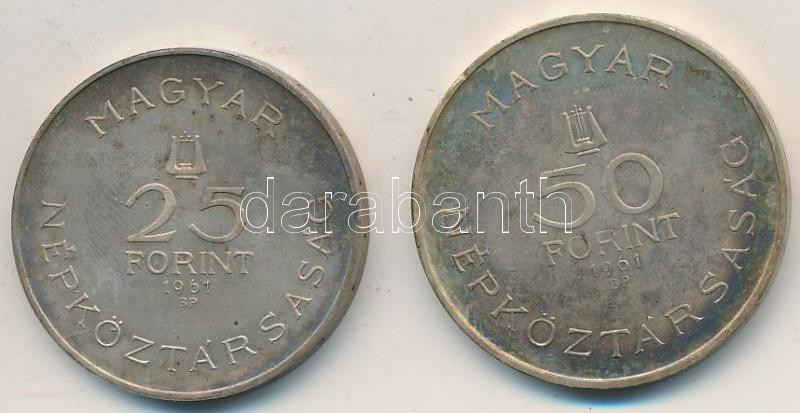 MAGYAR
25
FORINT
1961
BP
NÉPKÖZTÁRSASÁG
MAGYAR
50
FORINT
1961
BP
NÉPKÖZTÁRSASÁG
darabanth